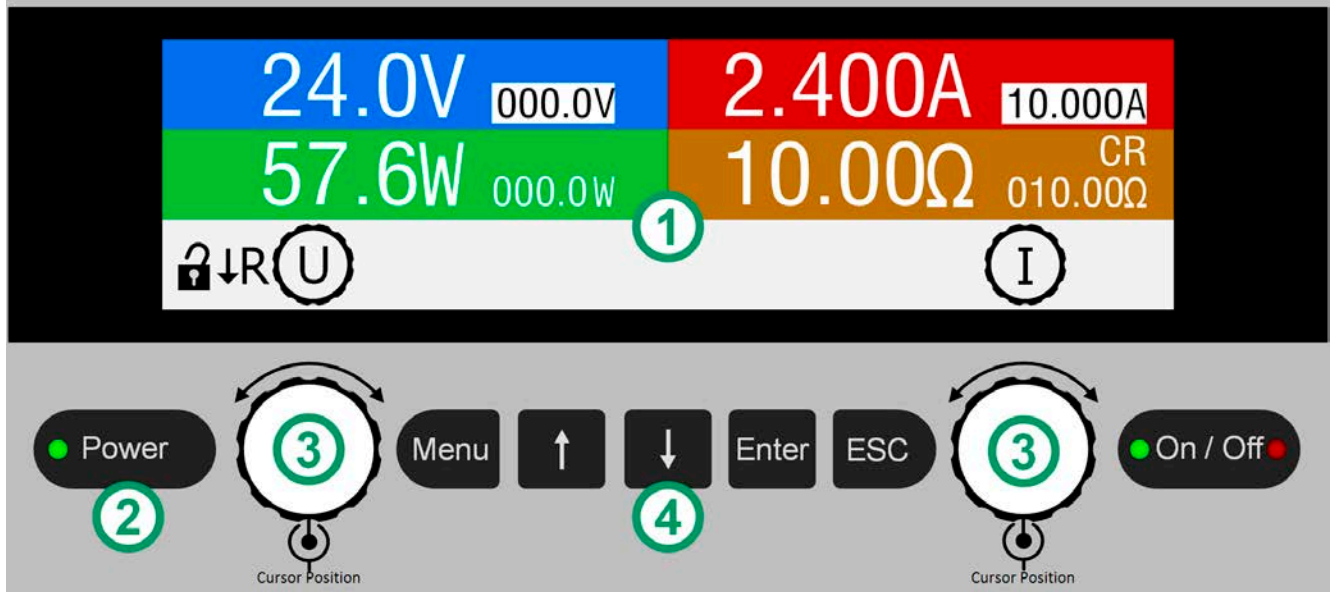 24.0V 000.0V 2.400A 10.000A
57.6W 000.0W 10.00Ω CR
010.00Ω
1
↓R U I
Power 3 Menu ↑ ↓ Enter ESC 3 On / Off
2 4
Cursor Position Cursor Position